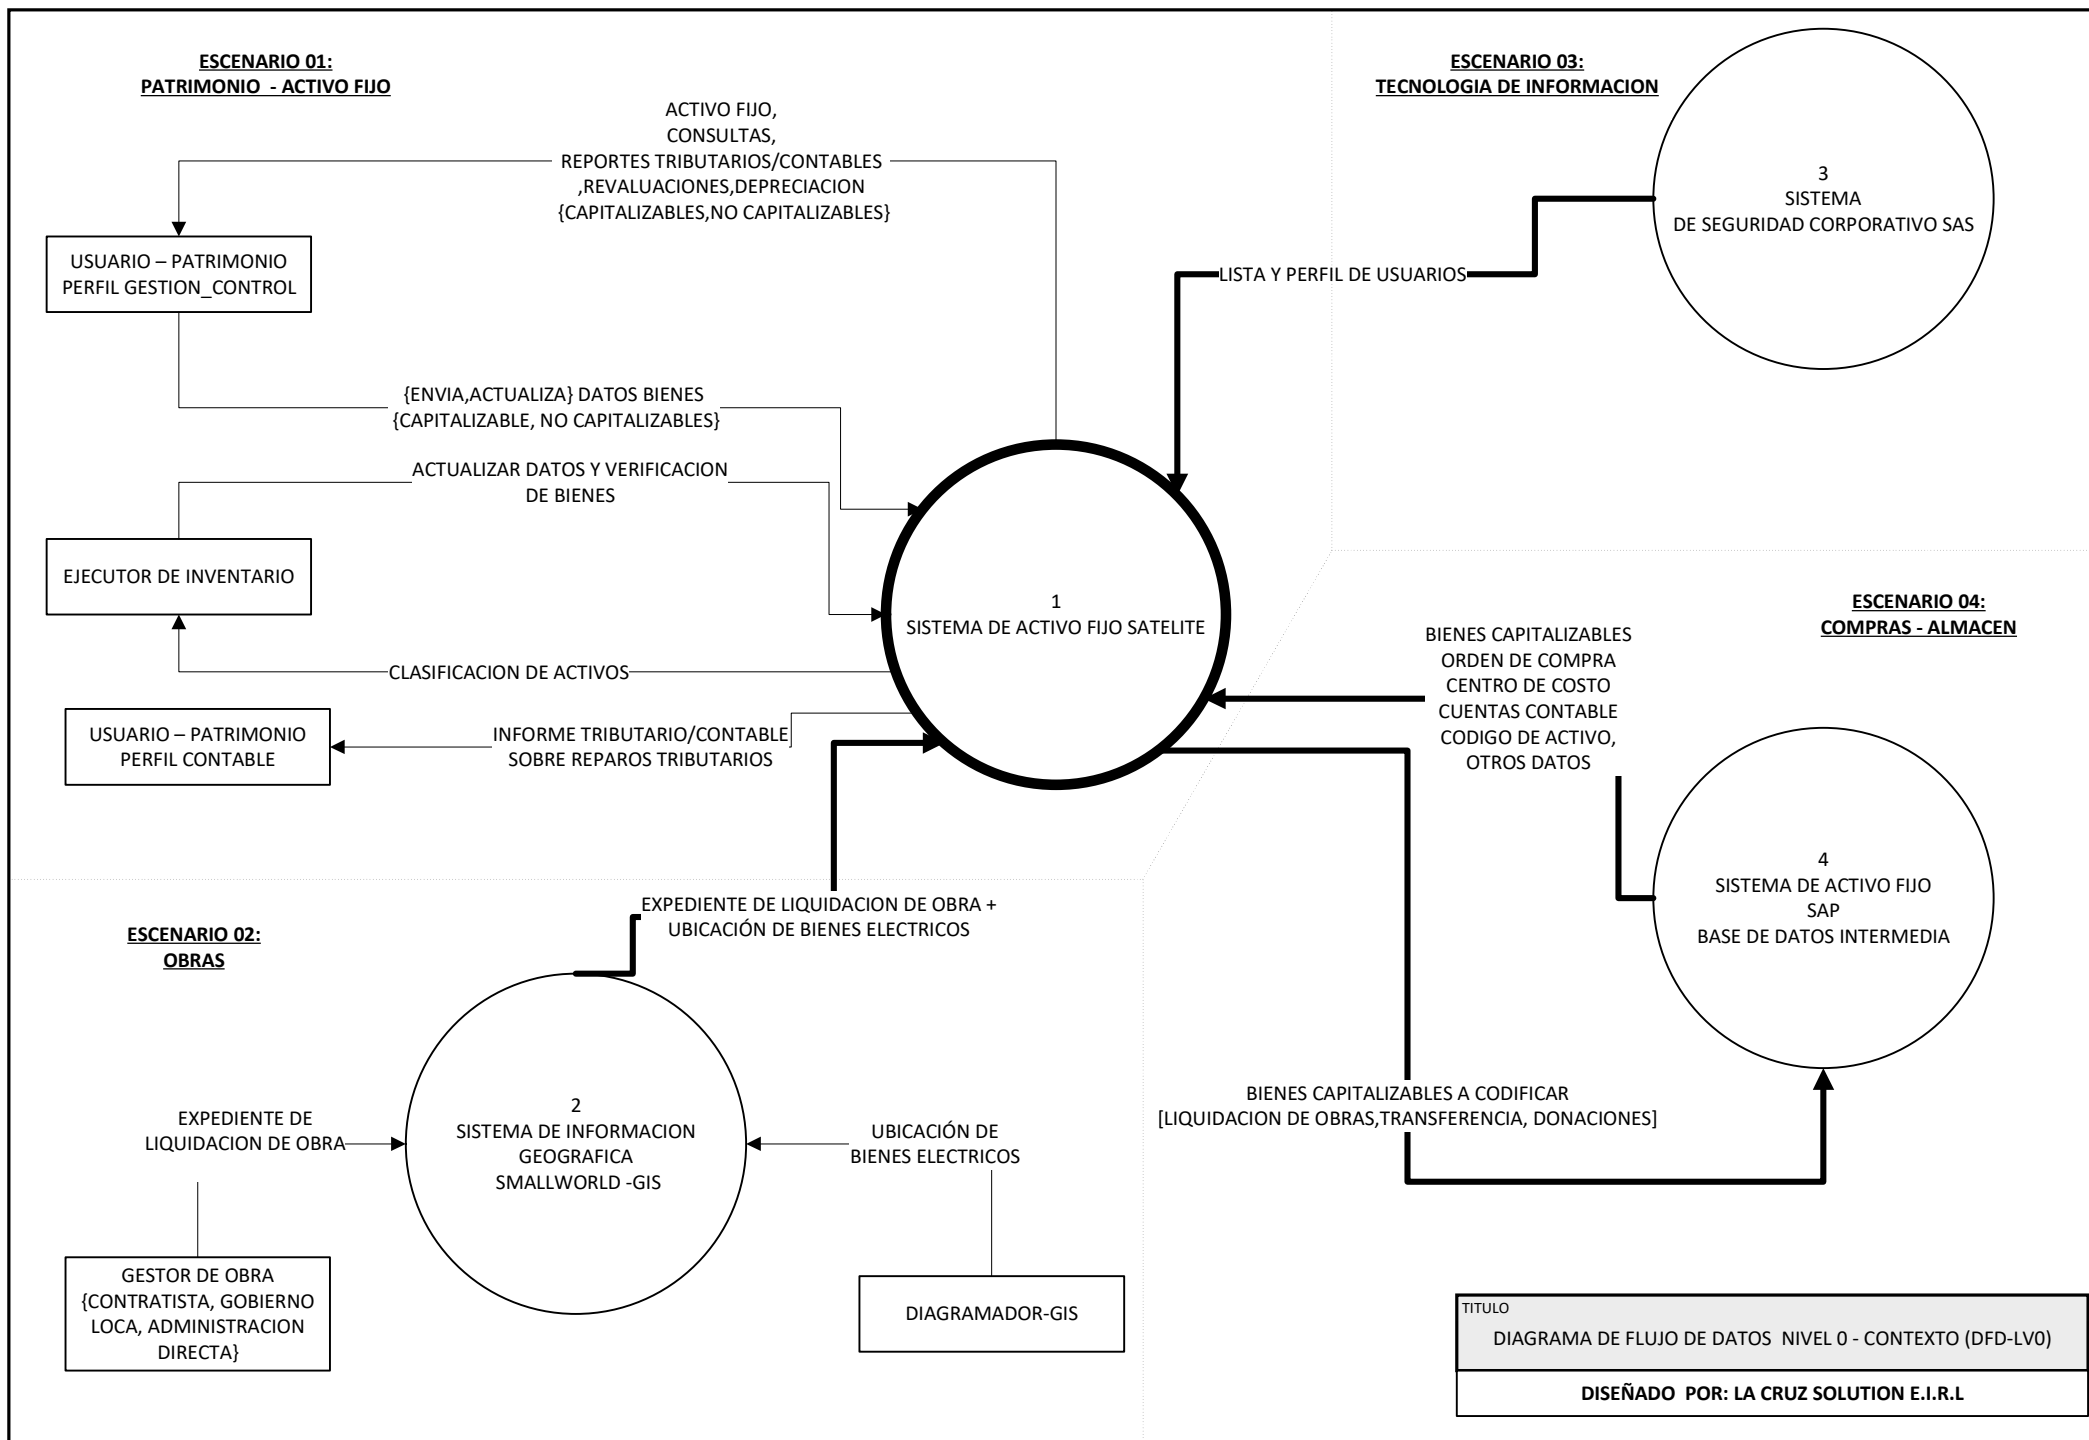 ESCENARIO 01:
PATRIMONIO - ACTIVO FIJO
ACTIVO FIJO,
CONSULTAS,
REPORTES TRIBUTARIOS/CONTABLES
,REVALUACIONES,DEPRECIACION
{CAPITALIZABLES,NO CAPITALIZABLES}
USUARIO – PATRIMONIO
PERFIL GESTION_CONTROL
{ENVIA,ACTUALIZA} DATOS BIENES
{CAPITALIZABLE, NO CAPITALIZABLES}
ACTUALIZAR DATOS Y VERIFICACION
DE BIENES
EJECUTOR DE INVENTARIO
CLASIFICACION DE ACTIVOS
USUARIO – PATRIMONIO
PERFIL CONTABLE
INFORME TRIBUTARIO/CONTABLE
SOBRE REPAROS TRIBUTARIOS
1
SISTEMA DE ACTIVO FIJO SATELITE
ESCENARIO 03:
TECNOLOGIA DE INFORMACION
3
SISTEMA
DE SEGURIDAD CORPORATIVO SAS
LISTA Y PERFIL DE USUARIOS
ESCENARIO 04:
COMPRAS - ALMACEN
BIENES CAPITALIZABLES
ORDEN DE COMPRA
CENTRO DE COSTO
CUENTAS CONTABLE
CODIGO DE ACTIVO,
OTROS DATOS
4
SISTEMA DE ACTIVO FIJO
SAP
BASE DE DATOS INTERMEDIA
BIENES CAPITALIZABLES A CODIFICAR
[LIQUIDACION DE OBRAS,TRANSFERENCIA, DONACIONES]
ESCENARIO 02:
OBRAS
EXPEDIENTE DE LIQUIDACION DE OBRA +
UBICACIÓN DE BIENES ELECTRICOS
2
SISTEMA DE INFORMACION
GEOGRAFICA
SMALLWORLD -GIS
EXPEDIENTE DE
LIQUIDACION DE OBRA
UBICACIÓN DE
BIENES ELECTRICOS
GESTOR DE OBRA
{CONTRATISTA, GOBIERNO
LOCA, ADMINISTRACION
DIRECTA}
DIAGRAMADOR-GIS
TITULO
DIAGRAMA DE FLUJO DE DATOS NIVEL 0 - CONTEXTO (DFD-LV0)
DISEÑADO POR: LA CRUZ SOLUTION E.I.R.L